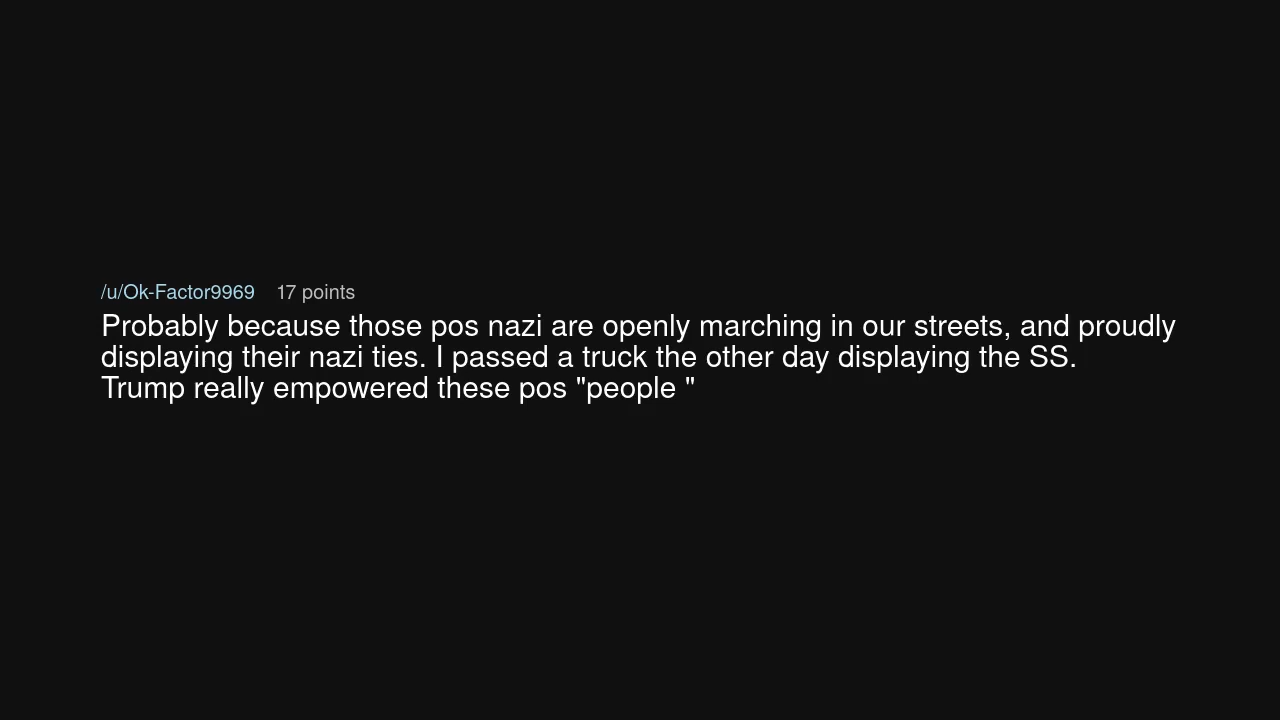 /u/Ok-Factor9969 17 points
Probably because those pos nazi are openly marching in our streets, and proudly
displaying their nazi ties. I passed a truck the other day displaying the SS.
Trump really empowered these pos "people "